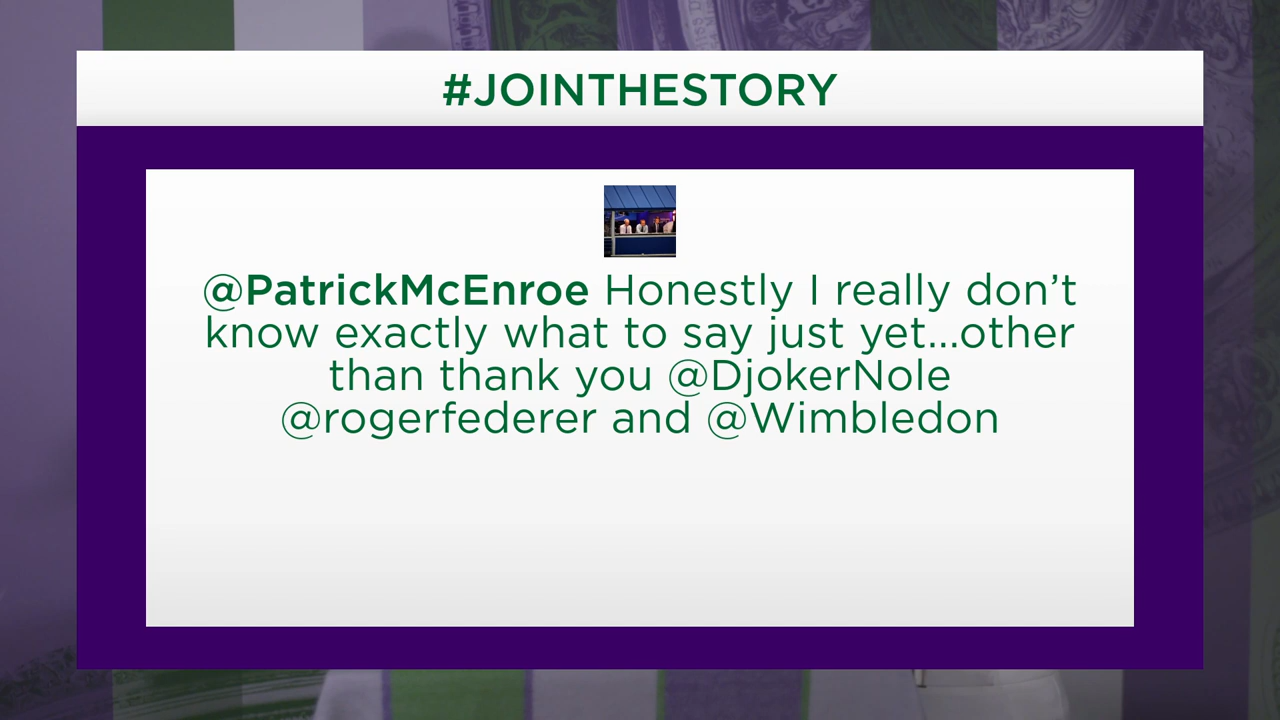 #JOINTHESTORY
@PatrickMcEnroe Honestly I really don’t
know exactly what to say just yet...other
than thank you @DjokerNole
@rogerfederer and @Wimbledon